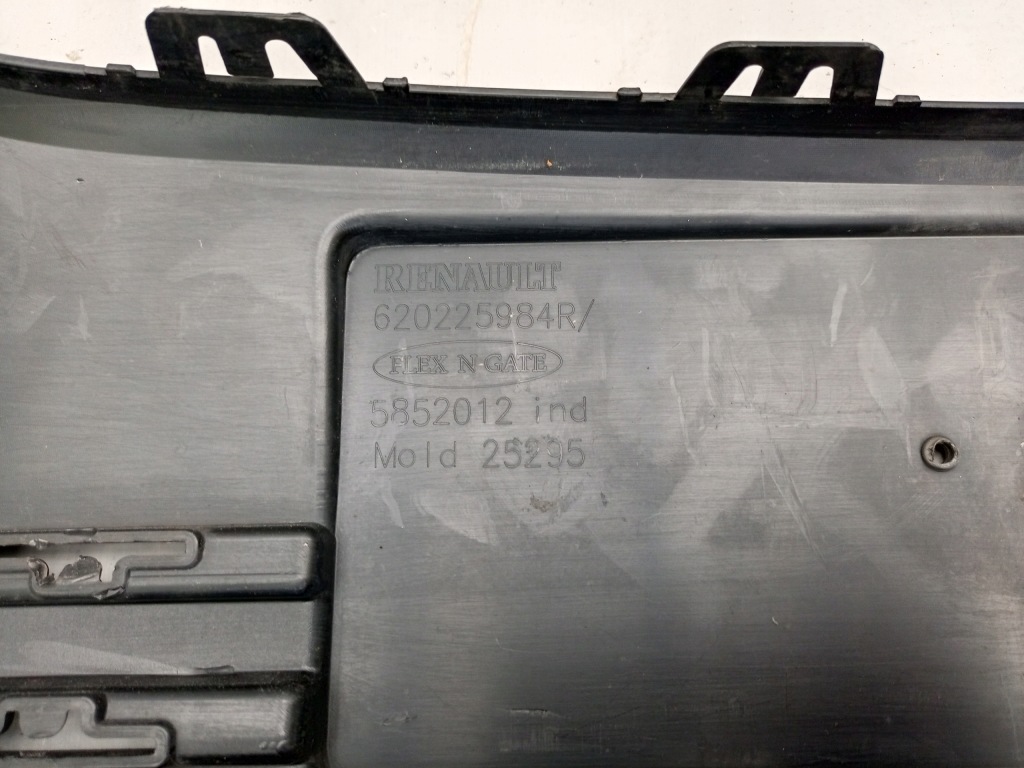 RENAULT
620225984R/
FLEX N GATE
5852012 ind
Mold 25295